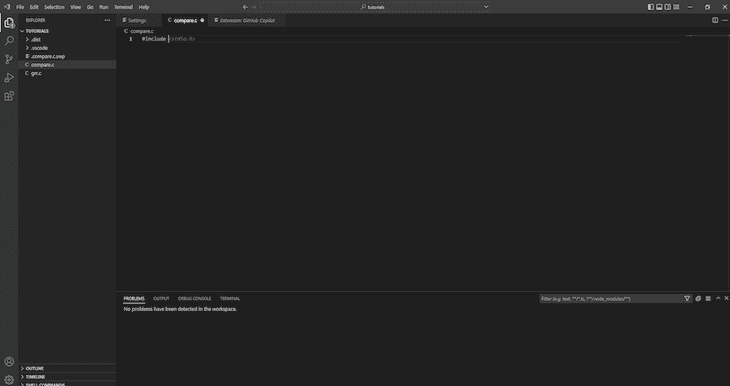 File Edit Selection View Go Run Terminal Help
tutorials
EXPLORER
Settings
compare.c
Extension: GitHub Copilot
TUTORIALS
.dist
.vscode
.compare.c.swp
compare.c
compare.c
1 #include <stdio.h>
PROBLEMS OUTPUT DEBUG CONSOLE TERMINAL
Filter (e.g. text, **/*.ts, !**/node_modules/**)
No problems have been detected in the workspace.
OUTLINE
TIMELINE
SHELL COMMANDS